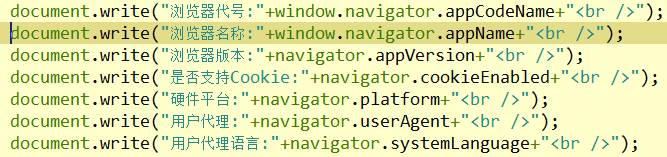 document.write("浏览器代号:"+window.navigator.appCodeName+"<br />");
document.write("浏览器名称:"+window.navigator.appName+"<br />");
document.write("浏览器版本:"+navigator.appVersion+"<br />");
document.write("是否支持Cookie:"+navigator.cookieEnabled+"<br />");
document.write("硬件平台:"+navigator.platform+"<br />");
document.write("用户代理:"+navigator.userAgent+"<br />");
document.write("用户代理语言:"+navigator.systemLanguage+"<br />");